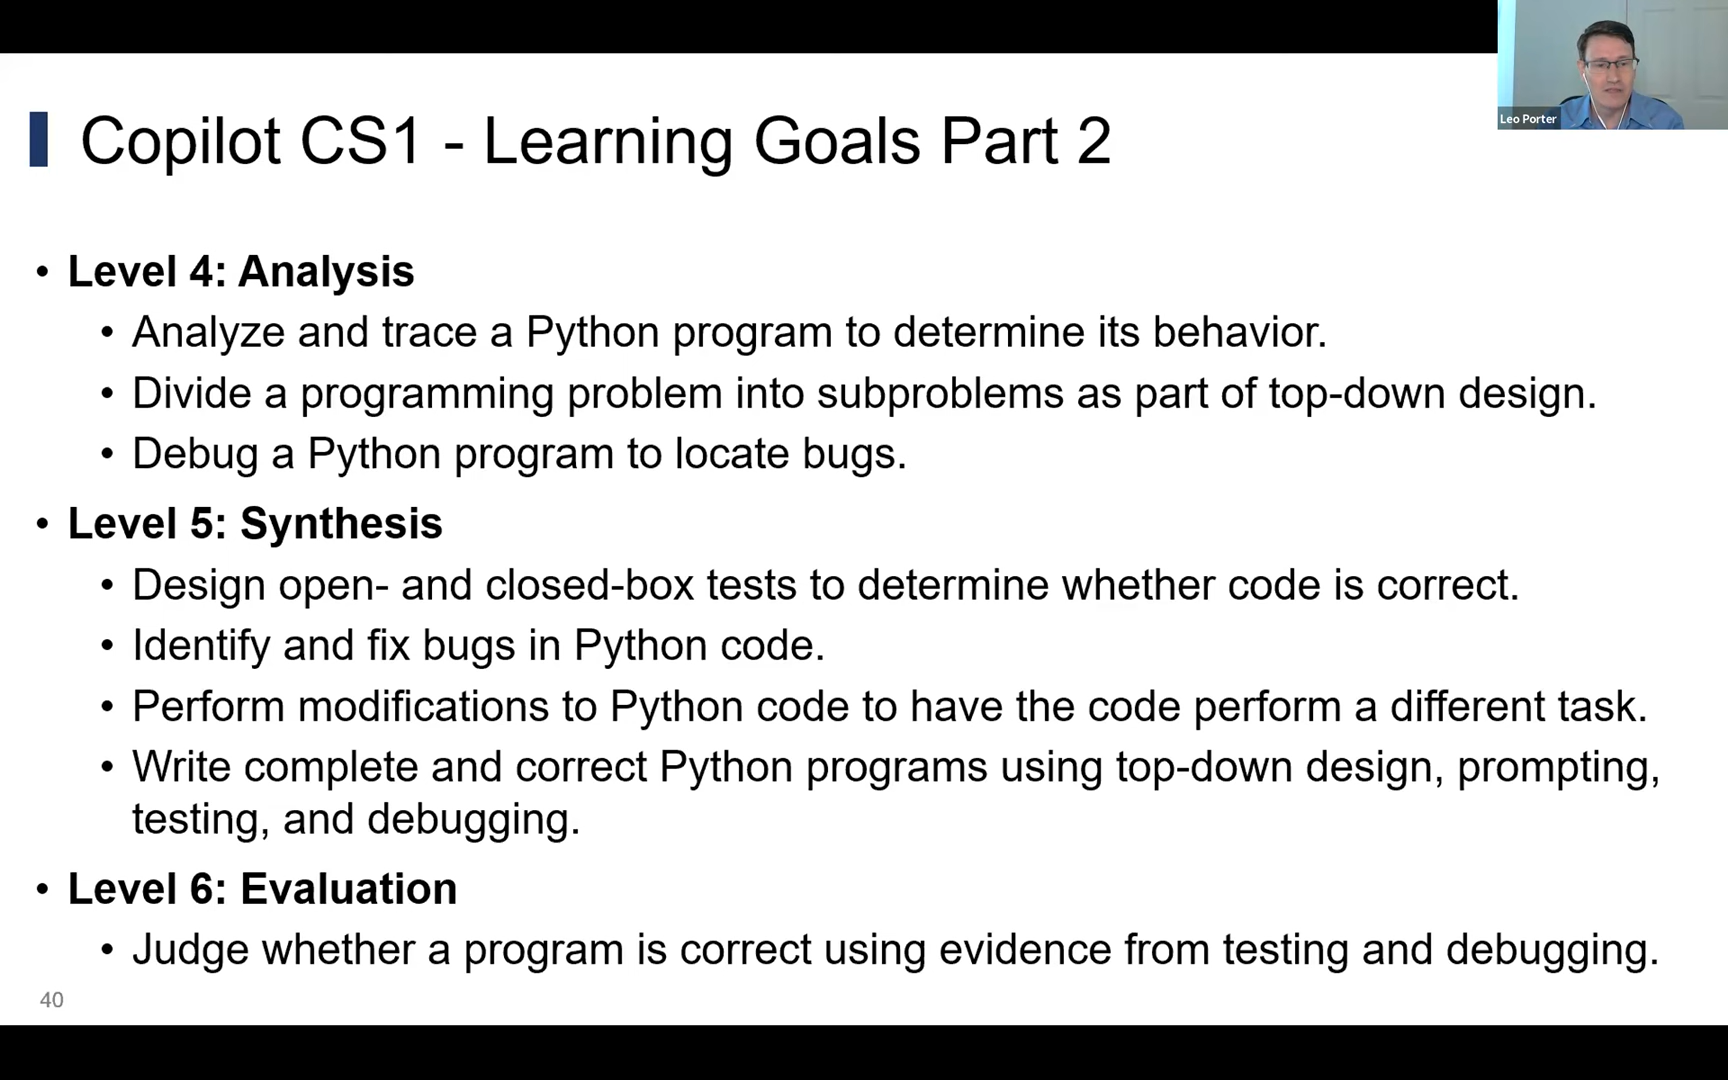 Leo Porter
Copilot CS1 - Learning Goals Part 2
• Level 4: Analysis
• Analyze and trace a Python program to determine its behavior.
• Divide a programming problem into subproblems as part of top-down design.
• Debug a Python program to locate bugs.
• Level 5: Synthesis
• Design open- and closed-box tests to determine whether code is correct.
• Identify and fix bugs in Python code.
• Perform modifications to Python code to have the code perform a different task.
• Write complete and correct Python programs using top-down design, prompting,
testing, and debugging.
• Level 6: Evaluation
• Judge whether a program is correct using evidence from testing and debugging.
40